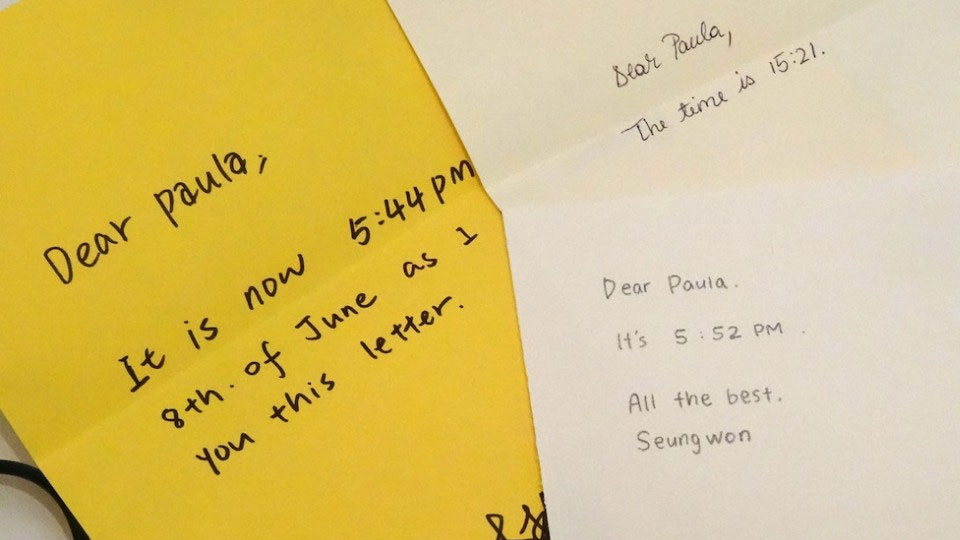 Dear paula,
It is now 5:44 pm
8th. of June as I
you this letter.
Dear Paula,
The time is 15:21.
Dear Paula.
It's 5:52 PM.
All the best.
Seungwon